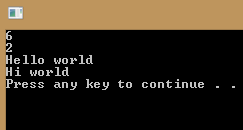 6
2
Hello world
Hi world
Press any key to continue . .